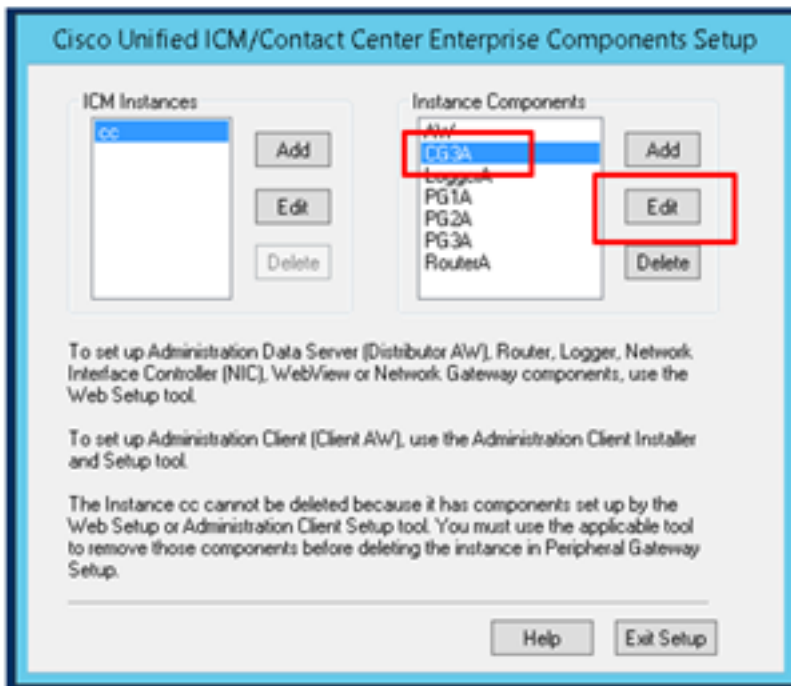 Cisco Unified ICM/Contact Center Enterprise Components Setup
ICM Instances
cc
Add
Edit
Delete
Instance Components
AW
CG3A
LoggerA
PG1A
PG2A
PG3A
RouterA
Add
Edit
Delete
To set up Administration Data Server (Distributor AW), Router, Logger, Network
Interface Controller (NIC), WebView or Network Gateway components, use the
Web Setup tool.
To set up Administration Client (Client AW), use the Administration Client Installer
and Setup tool.
The Instance cc cannot be deleted because it has components set up by the
Web Setup or Administration Client Setup tool. You must use the applicable tool
to remove those components before deleting the instance in Peripheral Gateway
Setup.
Help
Exit Setup